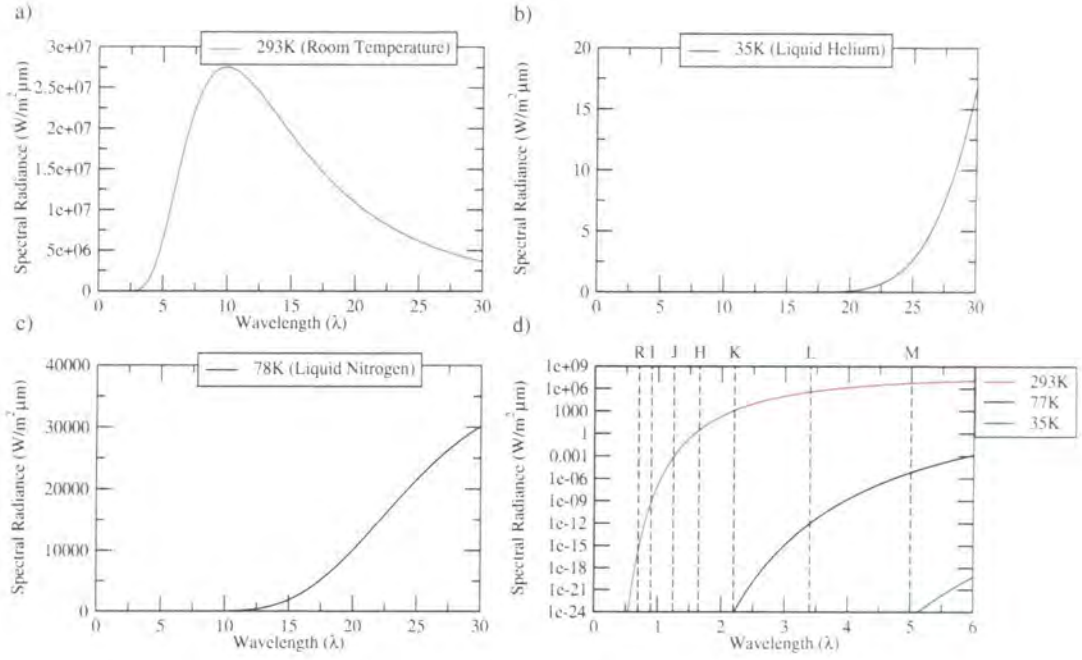 a)
293K (Room Temperature)
3e+07
2.5e+07
2e+07
2.5e+07
1e+07
5e+06
0
0 5 10 15 20 25 30
Spectral Radiance (W/m² μm)
Wavelength (λ)
b)
35K (Liquid Helium)
20
15
10
5
0
0 5 10 15 20 25 30
Spectral Radiance (W/m² μm)
c)
78K (Liquid Nitrogen)
40000
30000
20000
10000
0
0 5 10 15 20 25 30
Spectral Radiance (W/m² μm)
Wavelength (λ)
d)
R I J H K L M
293K
77K
35K
1e+09
1e+06
1000
1
0.001
1e-06
1e-09
1e-12
1e-15
1e-18
1e-21
1e-24
0 1 2 3 4 5 6
Spectral Radiance (W/m² μm)
Wavelength (λ)